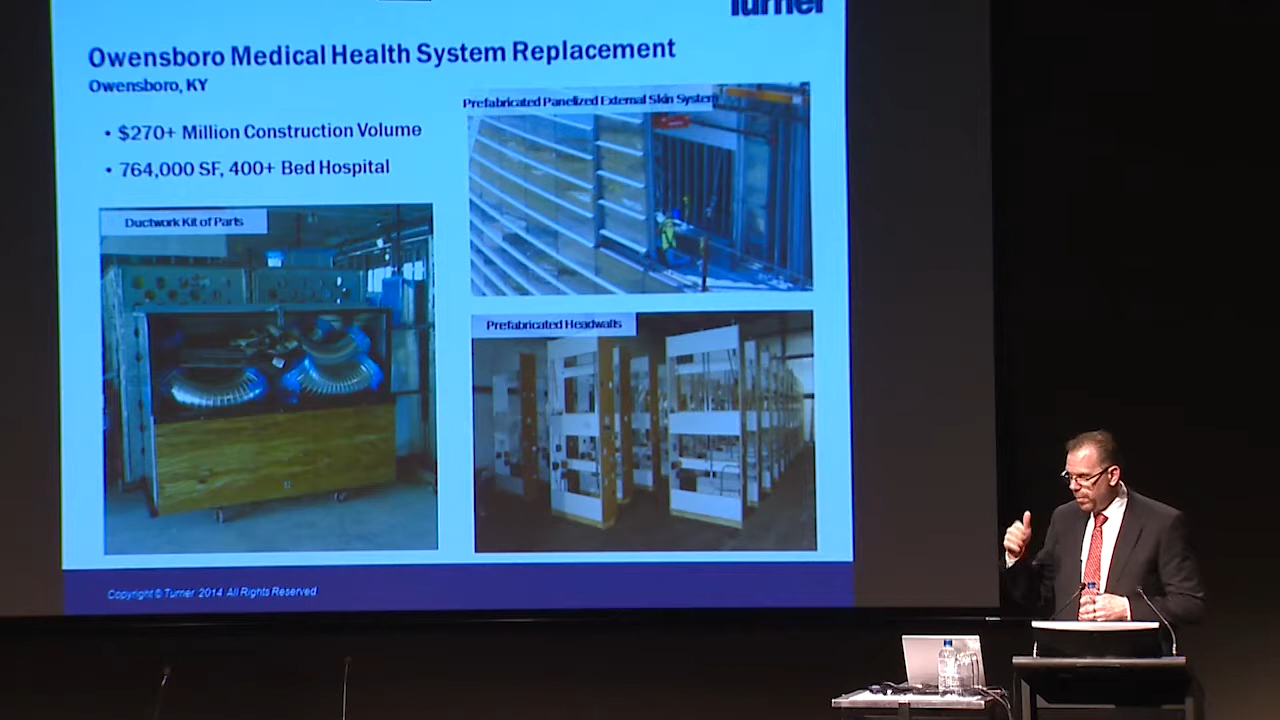 Turner
Owensboro Medical Health System Replacement
Owensboro, KY
• $270+ Million Construction Volume
• 764,000 SF, 400+ Bed Hospital
Prefabricated Panelized External Skin System
Ductwork Kit of Parts
Prefabricated Headwalls
Copyright © Turner 2014 All Rights Reserved